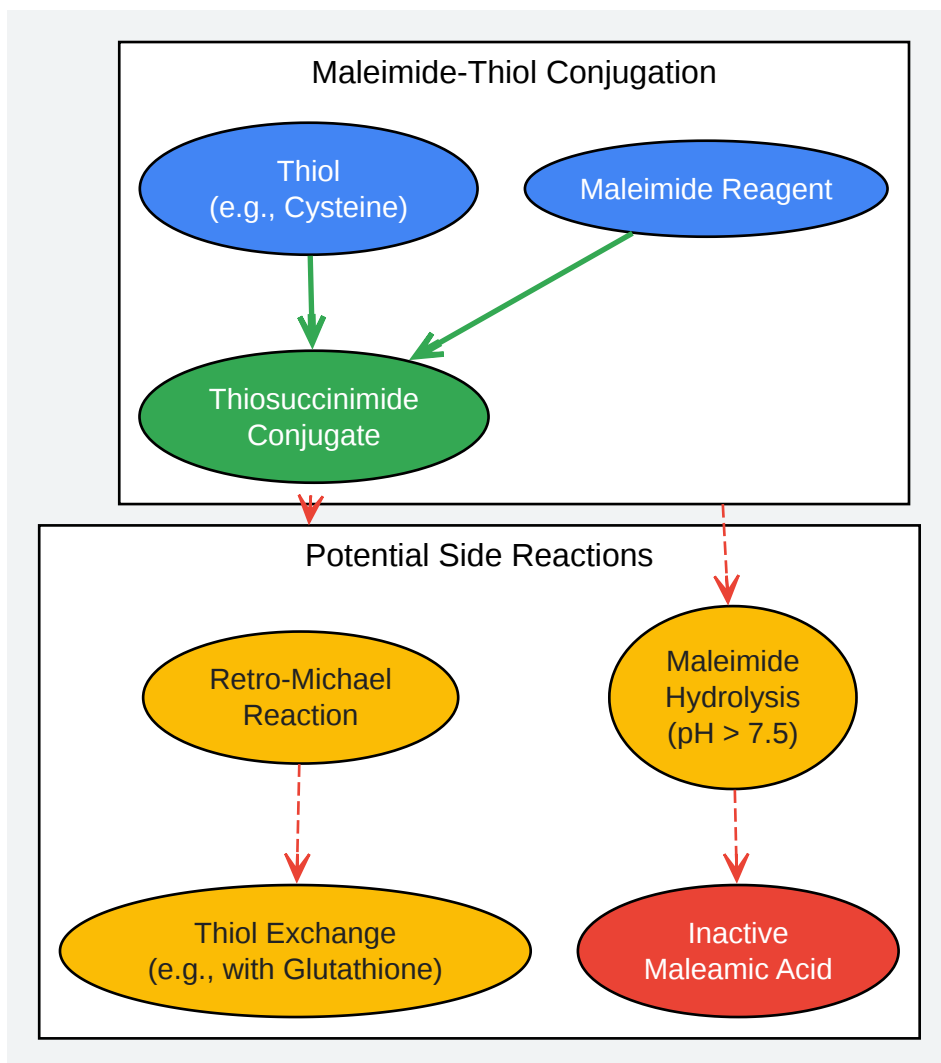 Maleimide-Thiol Conjugation
Thiol
(e.g., Cysteine)
Maleimide Reagent
Thiosuccinimide
Conjugate
Potential Side Reactions
Retro-Michael
Reaction
Maleimide
Hydrolysis
(pH > 7.5)
Thiol Exchange
(e.g., with Glutathione)
Inactive
Maleamic Acid